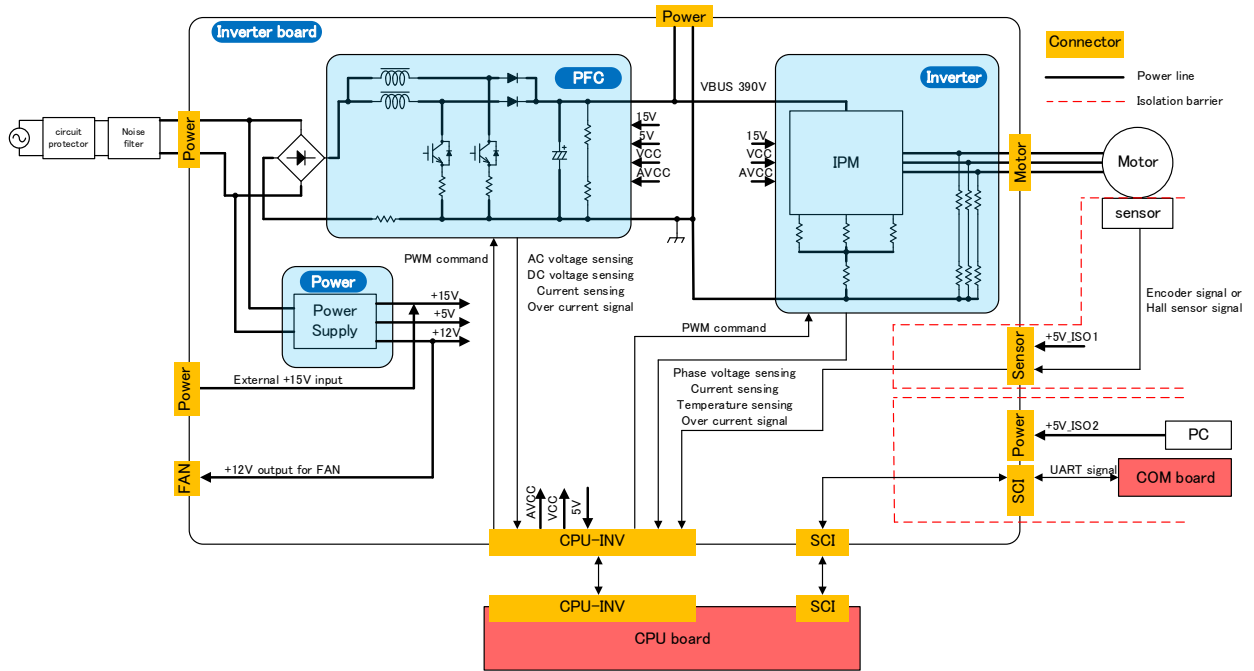 Power
Inverter board
Connector
PFC
Inverter
Power line
Isolation barrier
VBUS 390V
circuit
protector
Noise
filter
Power
15V
5V
VCC
AVCC
15V
VCC
AVCC
IPM
Motor
Motor
sensor
PWM command
AC voltage sensing
DC voltage sensing
Current sensing
Over current signal
Power
Power
Supply
+15V
+5V
+12V
Encoder signal or
Hall sensor signal
PWM command
+5V_ISO1
Sensor
Power
External +15V input
Phase voltage sensing
Current sensing
Temperature sensing
Over current signal
Power
+5V_ISO2
PC
FAN
+12V output for FAN
SCI
UART signal
COM board
AVCC
VCC
5V
CPU-INV
SCI
CPU-INV
SCI
CPU board